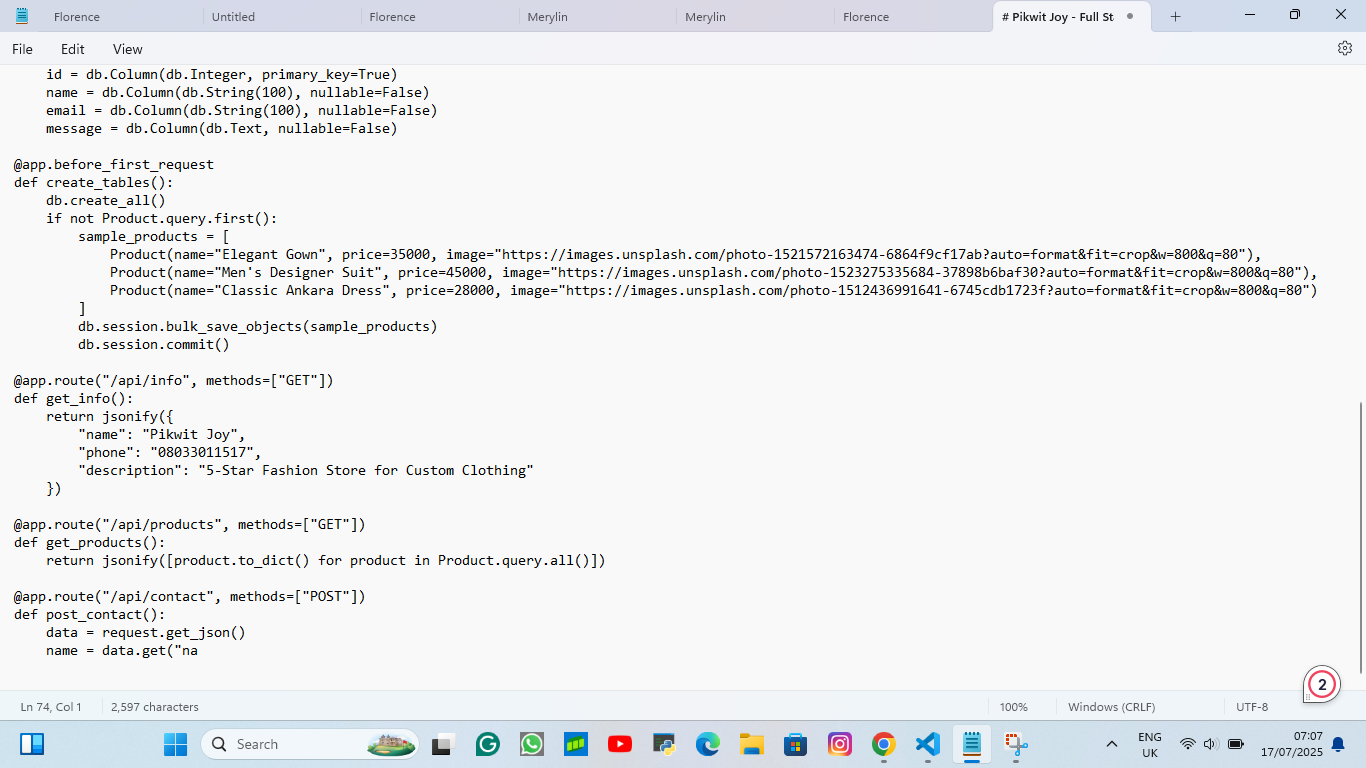 Florence
Untitled
Florence
Merylin
Merylin
Florence
# Pikwit Joy - Full St
File
Edit
View
    id = db.Column(db.Integer, primary_key=True)
    name = db.Column(db.String(100), nullable=False)
    email = db.Column(db.String(100), nullable=False)
    message = db.Column(db.Text, nullable=False)

@app.before_first_request
def create_tables():
    db.create_all()
    if not Product.query.first():
        sample_products = [
            Product(name="Elegant Gown", price=35000, image="https://images.unsplash.com/photo-1521572163474-6864f9cf17ab?auto=format&fit=crop&w=800&q=80"),
            Product(name="Men's Designer Suit", price=45000, image="https://images.unsplash.com/photo-1523275335684-37898b6baf30?auto=format&fit=crop&w=800&q=80"),
            Product(name="Classic Ankara Dress", price=28000, image="https://images.unsplash.com/photo-1512436991641-6745cdb1723f?auto=format&fit=crop&w=800&q=80")
        ]
        db.session.bulk_save_objects(sample_products)
        db.session.commit()

@app.route("/api/info", methods=["GET"])
def get_info():
    return jsonify({
        "name": "Pikwit Joy",
        "phone": "08033011517",
        "description": "5-Star Fashion Store for Custom Clothing"
    })

@app.route("/api/products", methods=["GET"])
def get_products():
    return jsonify([product.to_dict() for product in Product.query.all()])

@app.route("/api/contact", methods=["POST"])
def post_contact():
    data = request.get_json()
    name = data.get("na
2
Ln 74, Col 1
2,597 characters
100%
Windows (CRLF)
UTF-8
Search
ENG
UK
07:07
17/07/2025